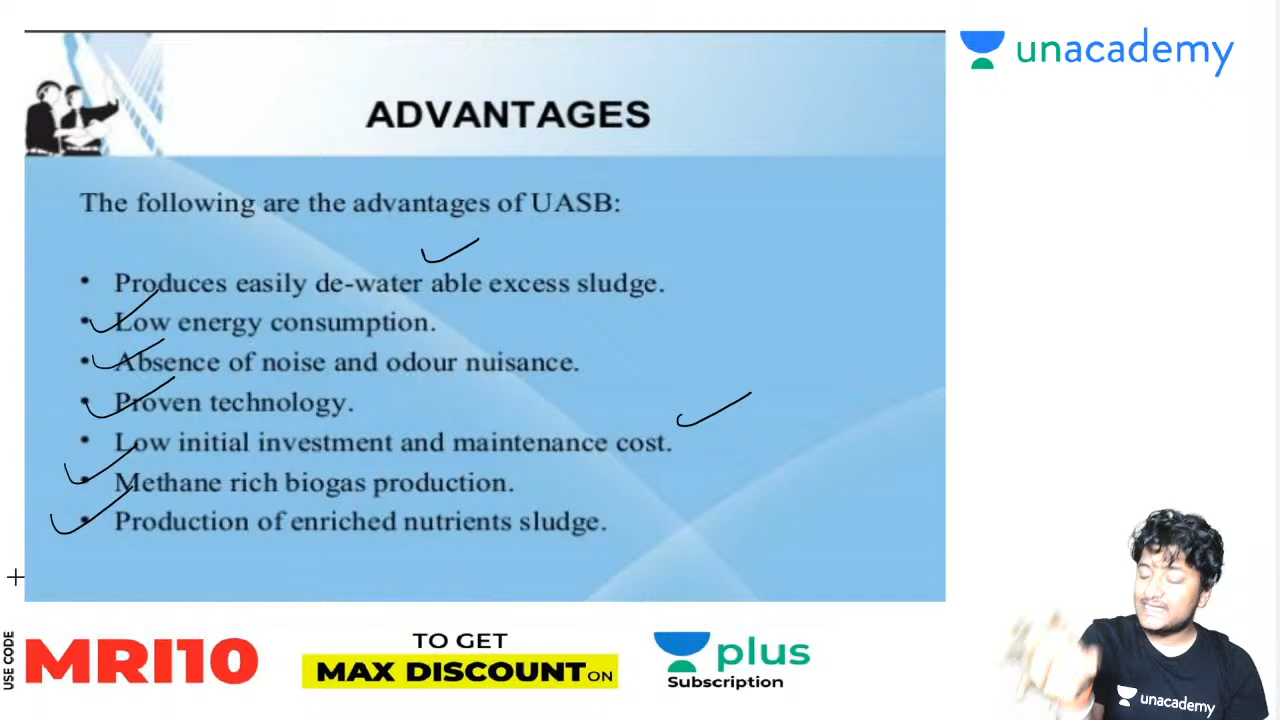 unacademy
ADVANTAGES
The following are the advantages of UASB:
• Produces easily de-water able excess sludge.
• Low energy consumption.
• Absence of noise and odour nuisance.
• Proven technology.
• Low initial investment and maintenance cost.
• Methane rich biogas production.
• Production of enriched nutrients sludge.
USE CODE
MRI10
TO GET
MAX DISCOUNT ON
plus
Subscription
unacademy